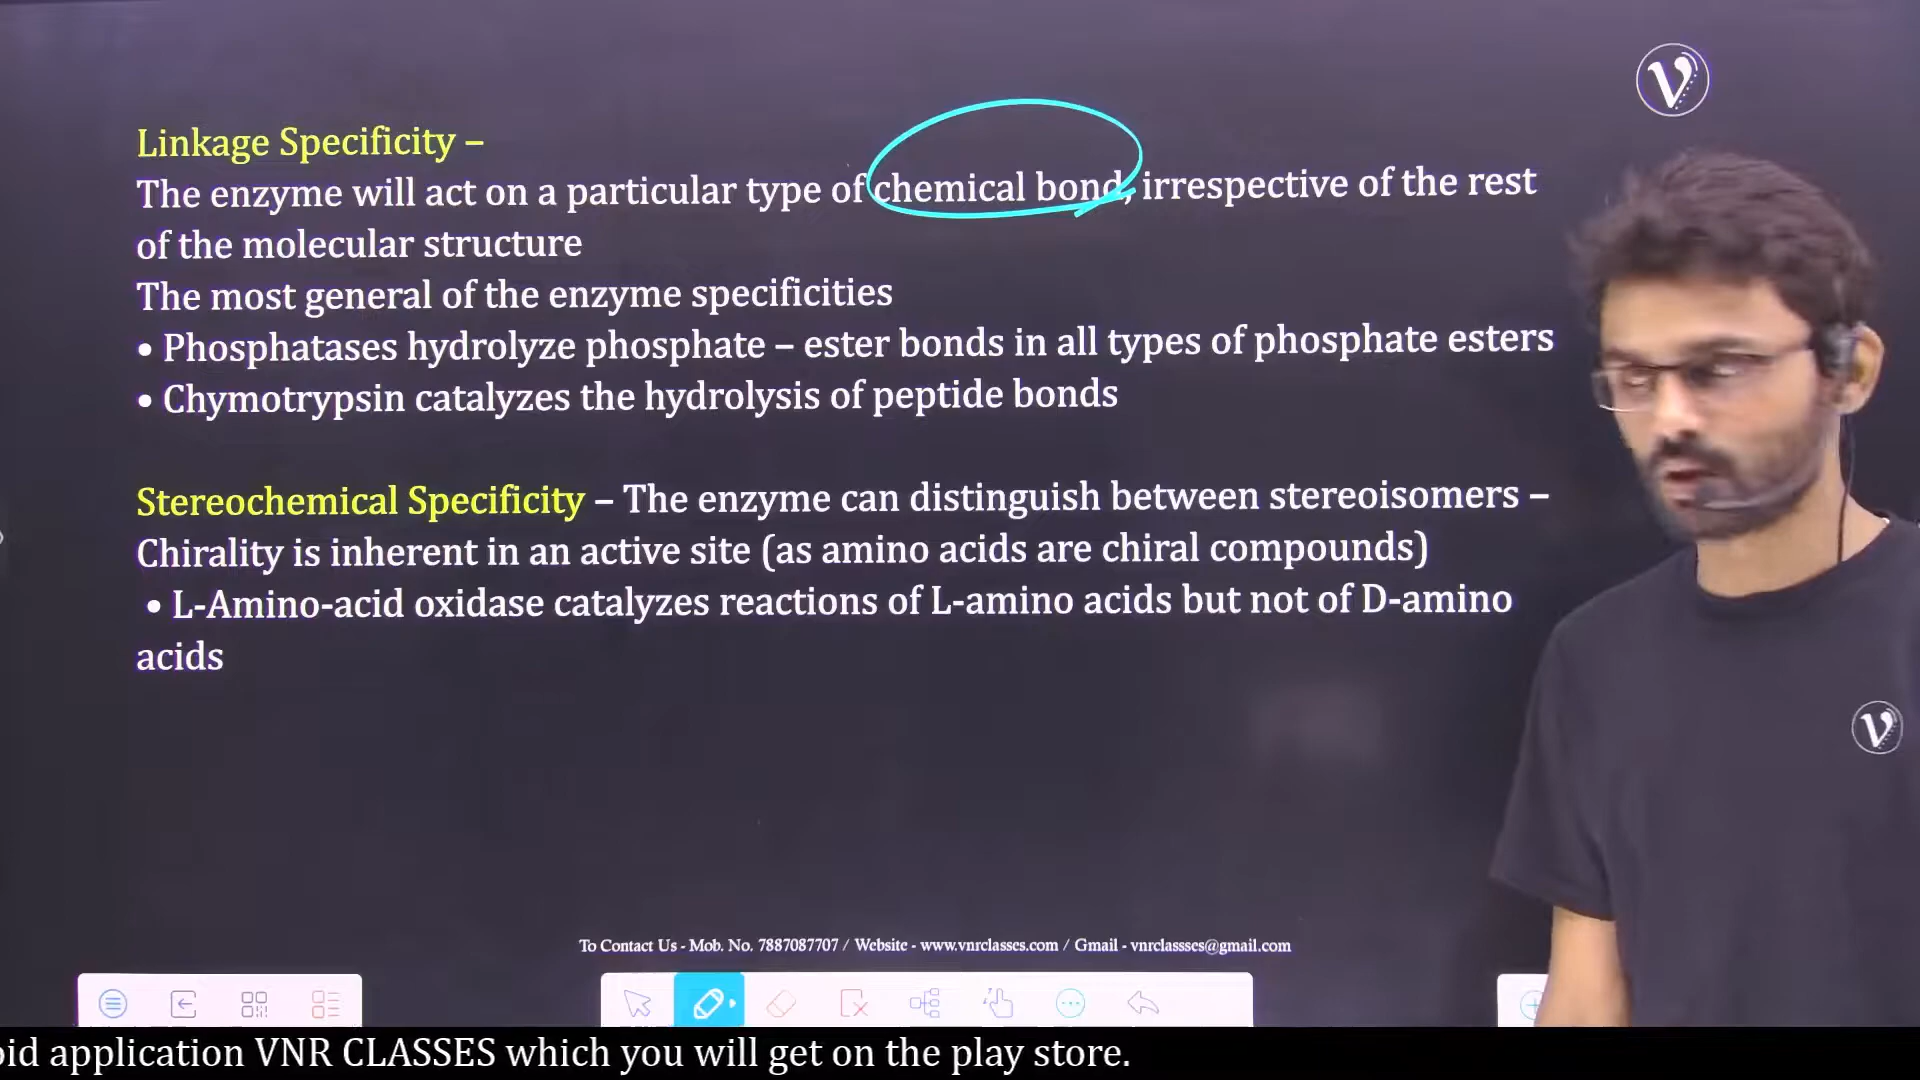 Linkage Specificity –
The enzyme will act on a particular type of chemical bond, irrespective of the rest
of the molecular structure
The most general of the enzyme specificities
• Phosphatases hydrolyze phosphate – ester bonds in all types of phosphate esters
• Chymotrypsin catalyzes the hydrolysis of peptide bonds
Stereochemical Specificity – The enzyme can distinguish between stereoisomers –
Chirality is inherent in an active site (as amino acids are chiral compounds)
• L-Amino-acid oxidase catalyzes reactions of L-amino acids but not of D-amino
acids
To Contact Us - Mob. No. 7887087707 / Website - www.vnrclasses.com / Gmail - vnrclassses@gmail.com
oid application VNR CLASSES which you will get on the play store.
V
V